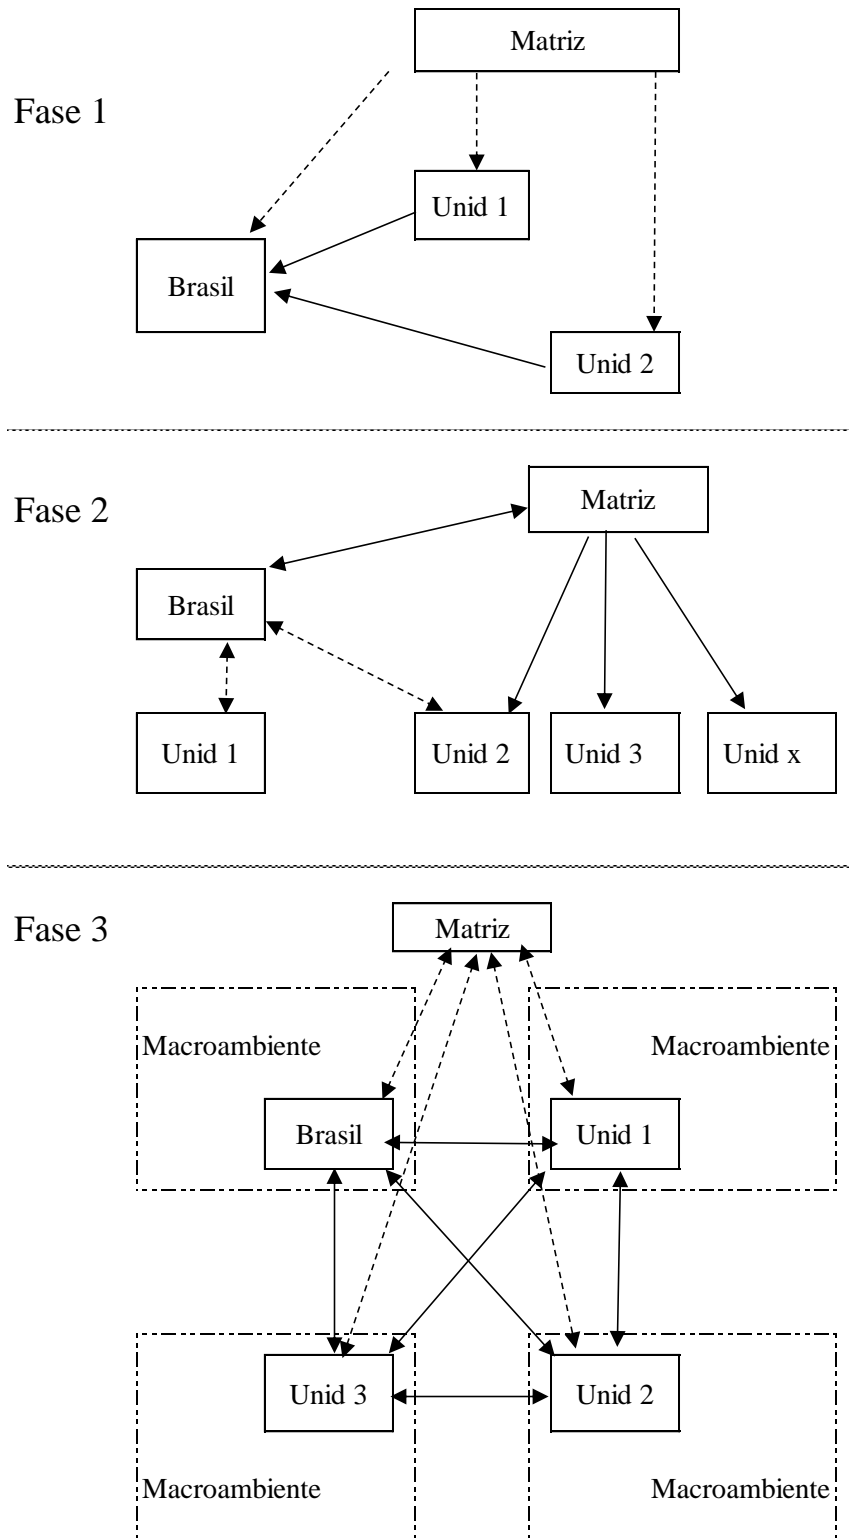 Matriz
Fase 1
Unid 1
Brasil
Unid 2
Fase 2
Matriz
Brasil
Unid 1
Unid 2
Unid 3
Unid x
Fase 3
Matriz
Macroambiente
Macroambiente
Brasil
Unid 1
Unid 3
Unid 2
Macroambiente
Macroambiente